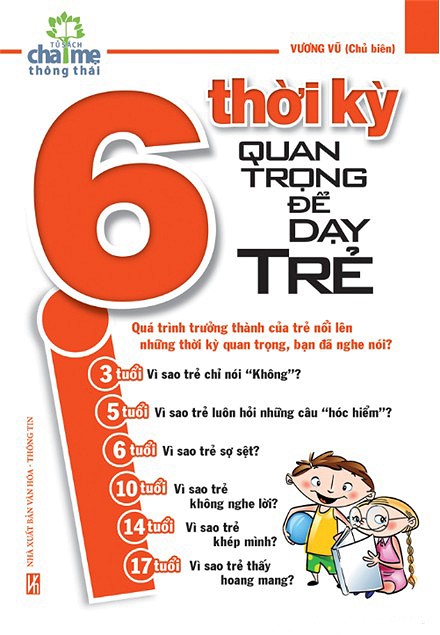 TỦ SÁCH
cha mẹ
thông thái
VƯƠNG VŨ (Chủ biên)
6
thời kỳ
QUAN
TRỌNG
ĐỂ
DẠY
TRẺ
Quá trình trưởng thành của trẻ nổi lên
những thời kỳ quan trọng, bạn đã nghe nói?
3 tuổi Vì sao trẻ chỉ nói “Không”?
5 tuổi Vì sao trẻ luôn hỏi những câu “hóc hiểm”?
6 tuổi Vì sao trẻ sợ sệt?
10 tuổi Vì sao trẻ
không nghe lời?
14 tuổi Vì sao trẻ
khép mình?
17 tuổi Vì sao trẻ thấy
hoang mang?
NHÀ XUẤT BẢN VĂN HÓA - THÔNG TIN